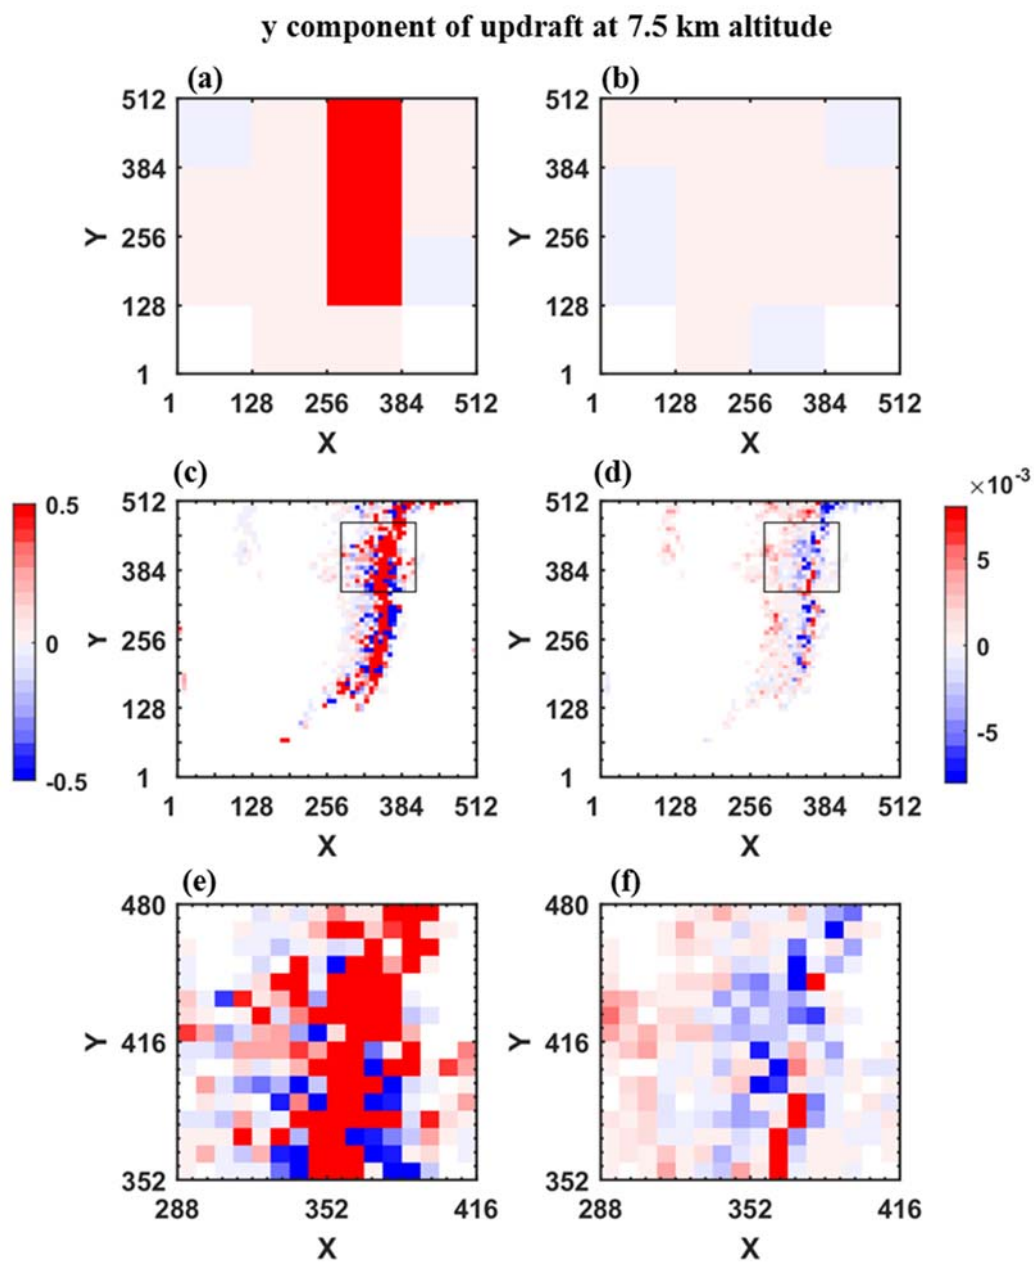 y component of updraft at 7.5 km altitude
(a) (b)
512 512
384 384
Y 256 Y 256
128 128
1 1
1 128 256 384 512 1 128 256 384 512
X X
(c) (d)
0.5 512 512 ×10-3
384 384 5
0 Y 256 Y 256 0
128 128 -5
-0.5 1 1
1 128 256 384 512 1 128 256 384 512
X X
(e) (f)
480 480
Y 416 Y 416
352 352
288 352 416 288 352 416
X X